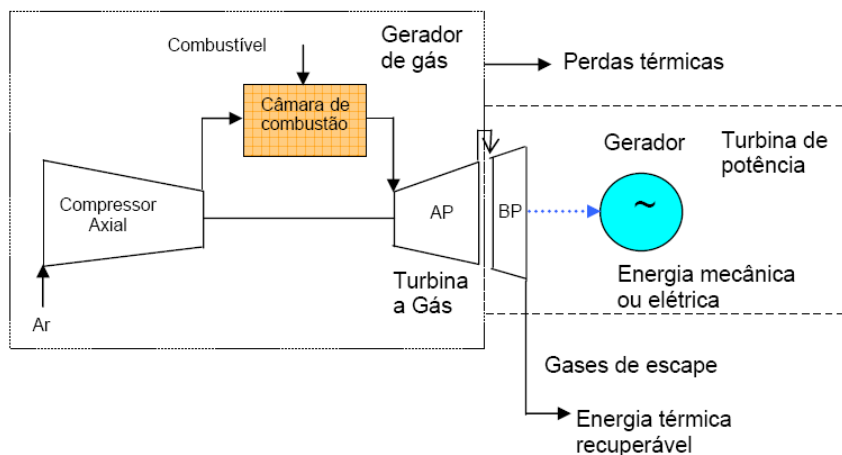 Combustível
Gerador
de gás
Perdas térmicas
Câmara de
combustão
Gerador
Turbina de
potência
~
Compressor
Axial
AP
BP
Turbina
a Gás
Energia mecânica
ou elétrica
Ar
Gases de escape
Energia térmica
recuperável